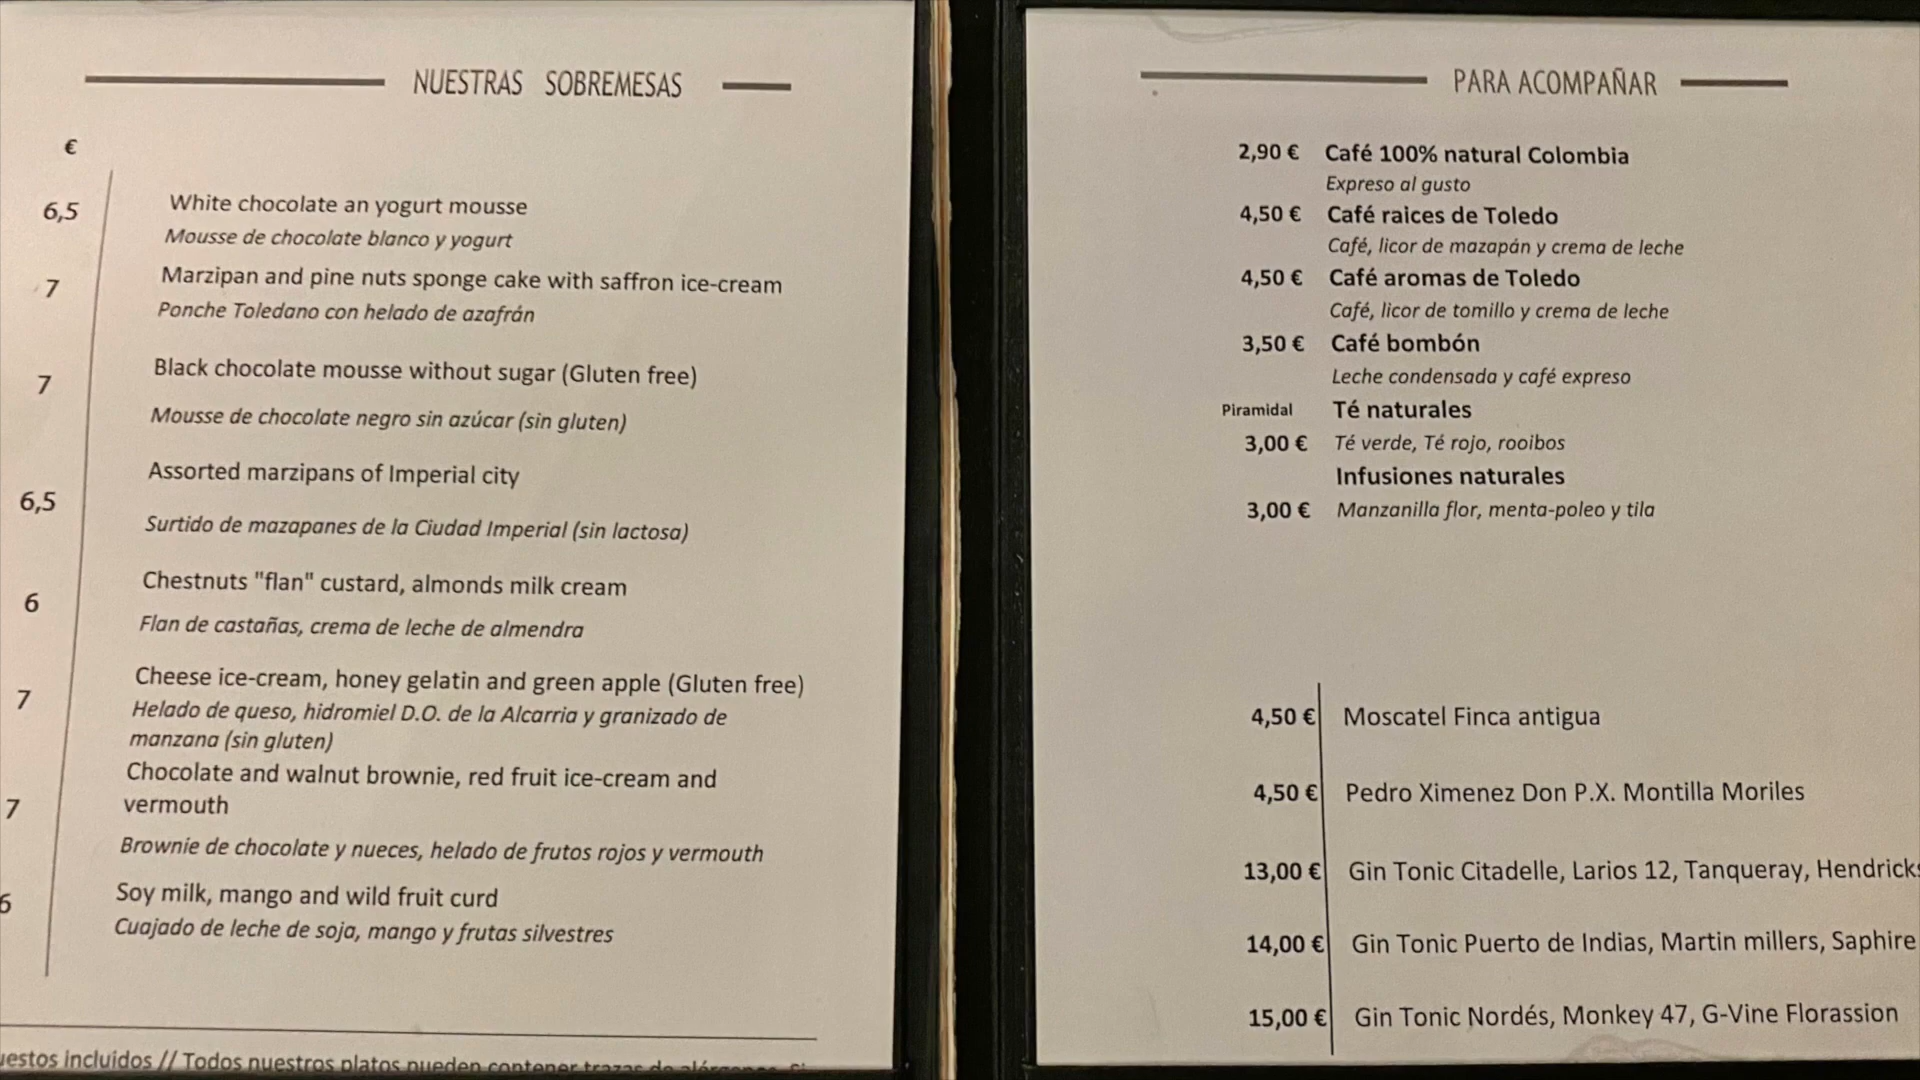 NUESTRAS SOBREMESAS
€
6,5 White chocolate an yogurt mousse
Mousse de chocolate blanco y yogurt
7 Marzipan and pine nuts sponge cake with saffron ice-cream
Ponche Toledano con helado de azafrán
7 Black chocolate mousse without sugar (Gluten free)
Mousse de chocolate negro sin azúcar (sin gluten)
6,5 Assorted marzipans of Imperial city
Surtido de mazapanes de la Ciudad Imperial (sin lactosa)
6 Chestnuts "flan" custard, almonds milk cream
Flan de castañas, crema de leche de almendra
7 Cheese ice-cream, honey gelatin and green apple (Gluten free)
Helado de queso, hidromiel D.O. de la Alcarria y granizado de
manzana (sin gluten)
7 Chocolate and walnut brownie, red fruit ice-cream and
vermouth
Brownie de chocolate y nueces, helado de frutos rojos y vermouth
6 Soy milk, mango and wild fruit curd
Cuajado de leche de soja, mango y frutas silvestres
incluidos // Todos nuestros platos pueden contener trazas de
PARA ACOMPAÑAR
2,90 € Café 100% natural Colombia
Expreso al gusto
4,50 € Café raices de Toledo
Café, licor de mazapán y crema de leche
4,50 € Café aromas de Toledo
Café, licor de tomillo y crema de leche
3,50 € Café bombón
Leche condensada y café expreso
Piramidal Té naturales
3,00 € Té verde, Té rojo, rooibos
Infusiones naturales
3,00 € Manzanilla flor, menta-poleo y tila
4,50 € Moscatel Finca antigua
4,50 € Pedro Ximenez Don P.X. Montilla Moriles
13,00 € Gin Tonic Citadelle, Larios 12, Tanqueray, Hendricks
14,00 € Gin Tonic Puerto de Indias, Martin millers, Saphire
15,00 € Gin Tonic Nordés, Monkey 47, G-Vine Florassion